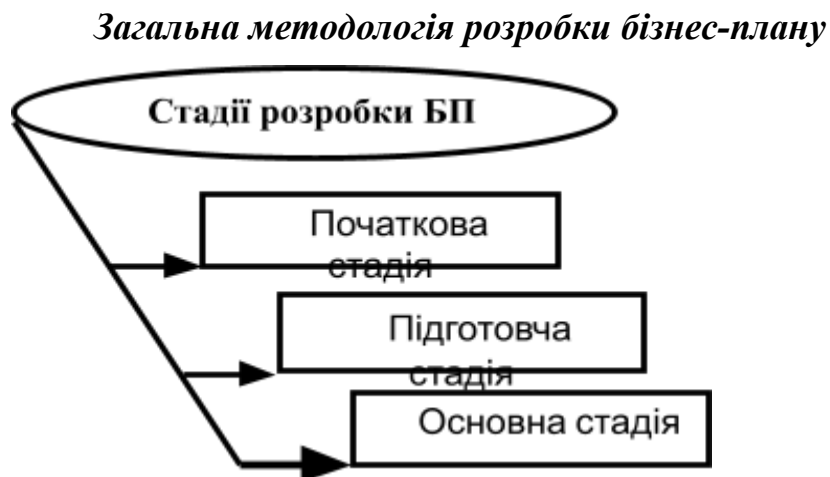 Загальна методологія розробки бізнес-плану
Стадії розробки БП
Початкова
стадія
Підготовча
стадія
Основна стадія